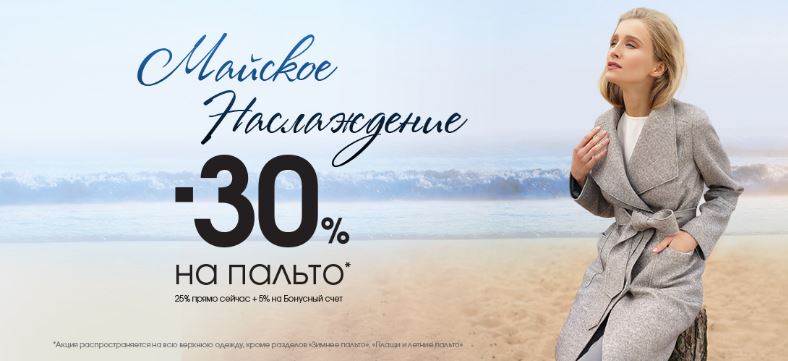 Майское
Наслаждение
-30%
на пальто*
25% прямо сейчас + 5% на Бонусный счет
*Акция распространяется на всю верхнюю одежду, кроме разделов «Зимнее пальто», «Плащи и летние пальто»